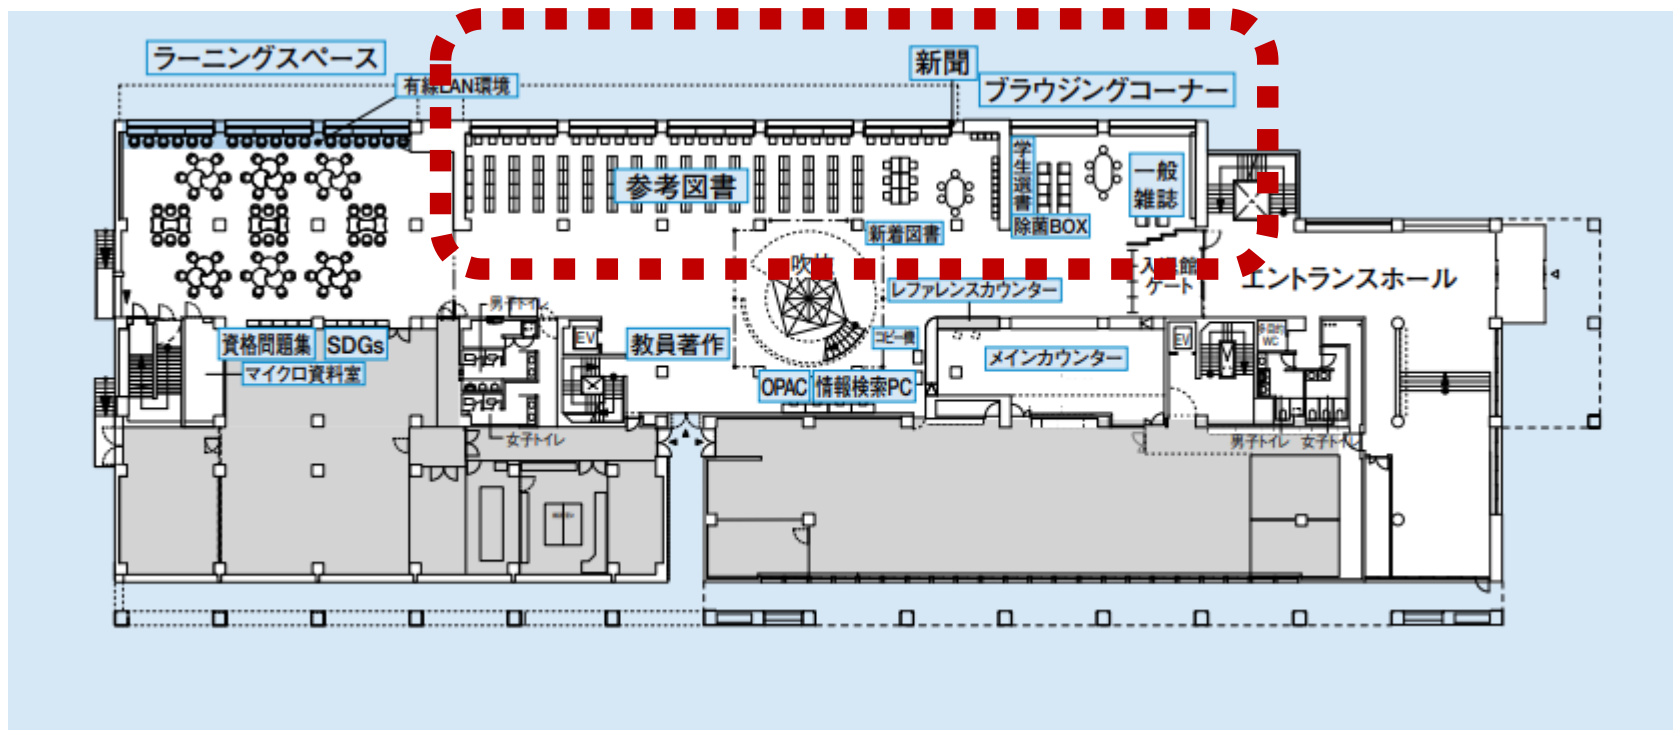 ラーニングスペース
有線LAN環境
新聞
ブラウジングコーナー
学生選書
一般
雑誌
参考図書
除菌BOX
新着図書
吹抜
入退館
ゲート
エントランスホール
レファレンスカウンター
男子トイレ
EV
資格問題集
SDGs
教員著作
コピー機
メインカウンター
EV
多目的
WC
マイクロ資料室
OPAC
情報検索PC
女子トイレ
男子トイレ
女子トイレ